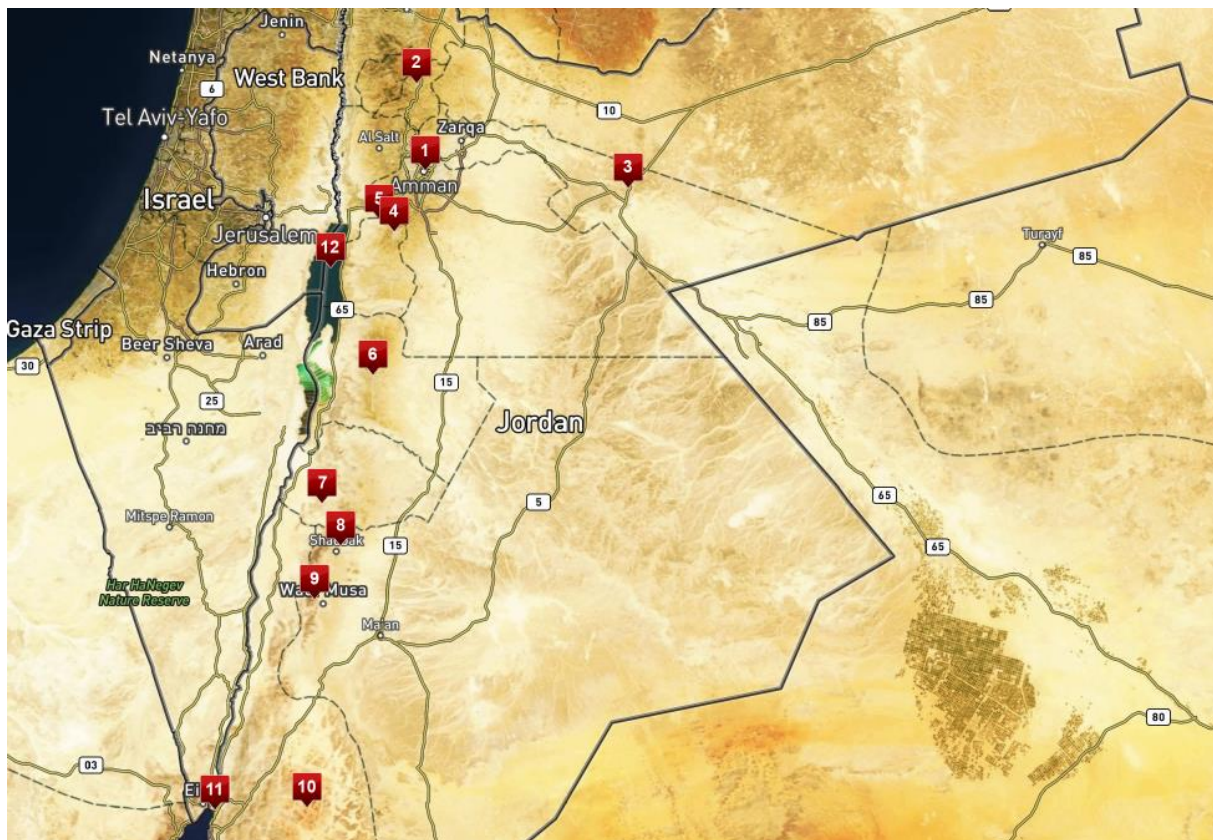 Jenin
Netanya
2
6
West Bank
10
Tel Aviv-Yafo
Zarqa
Al Salt
1
3
Amman
5
Israel
4
Jerusalem
Turayf
12
85
Hebron
65
85
Gaza Strip
85
Beer Sheva
Arad
6
30
15
25
Jordan
מחנה רביב
7
65
5
Mitspe Ramon
8
15
65
Har HaNegev
Nature Reserve
9
Musa
Ma'an
80
03
11
10